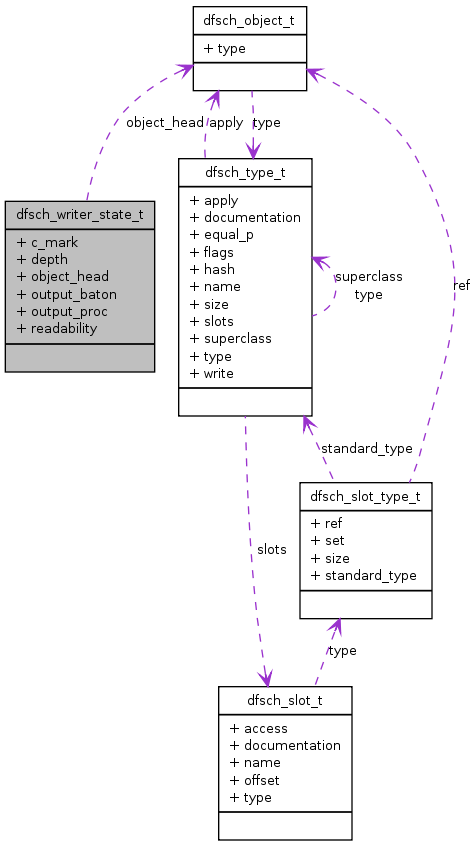 dfsch_object_t
+ type
object_head
apply
type
dfsch_type_t
+ apply
+ documentation
+ equal_p
+ flags
+ hash
+ name
+ size
+ slots
+ superclass
+ type
+ write
dfsch_writer_state_t
+ c_mark
+ depth
+ object_head
+ output_baton
+ output_proc
+ readability
superclass
type
ref
standard_type
dfsch_slot_type_t
+ ref
+ set
+ size
+ standard_type
slots
type
dfsch_slot_t
+ access
+ documentation
+ name
+ offset
+ type